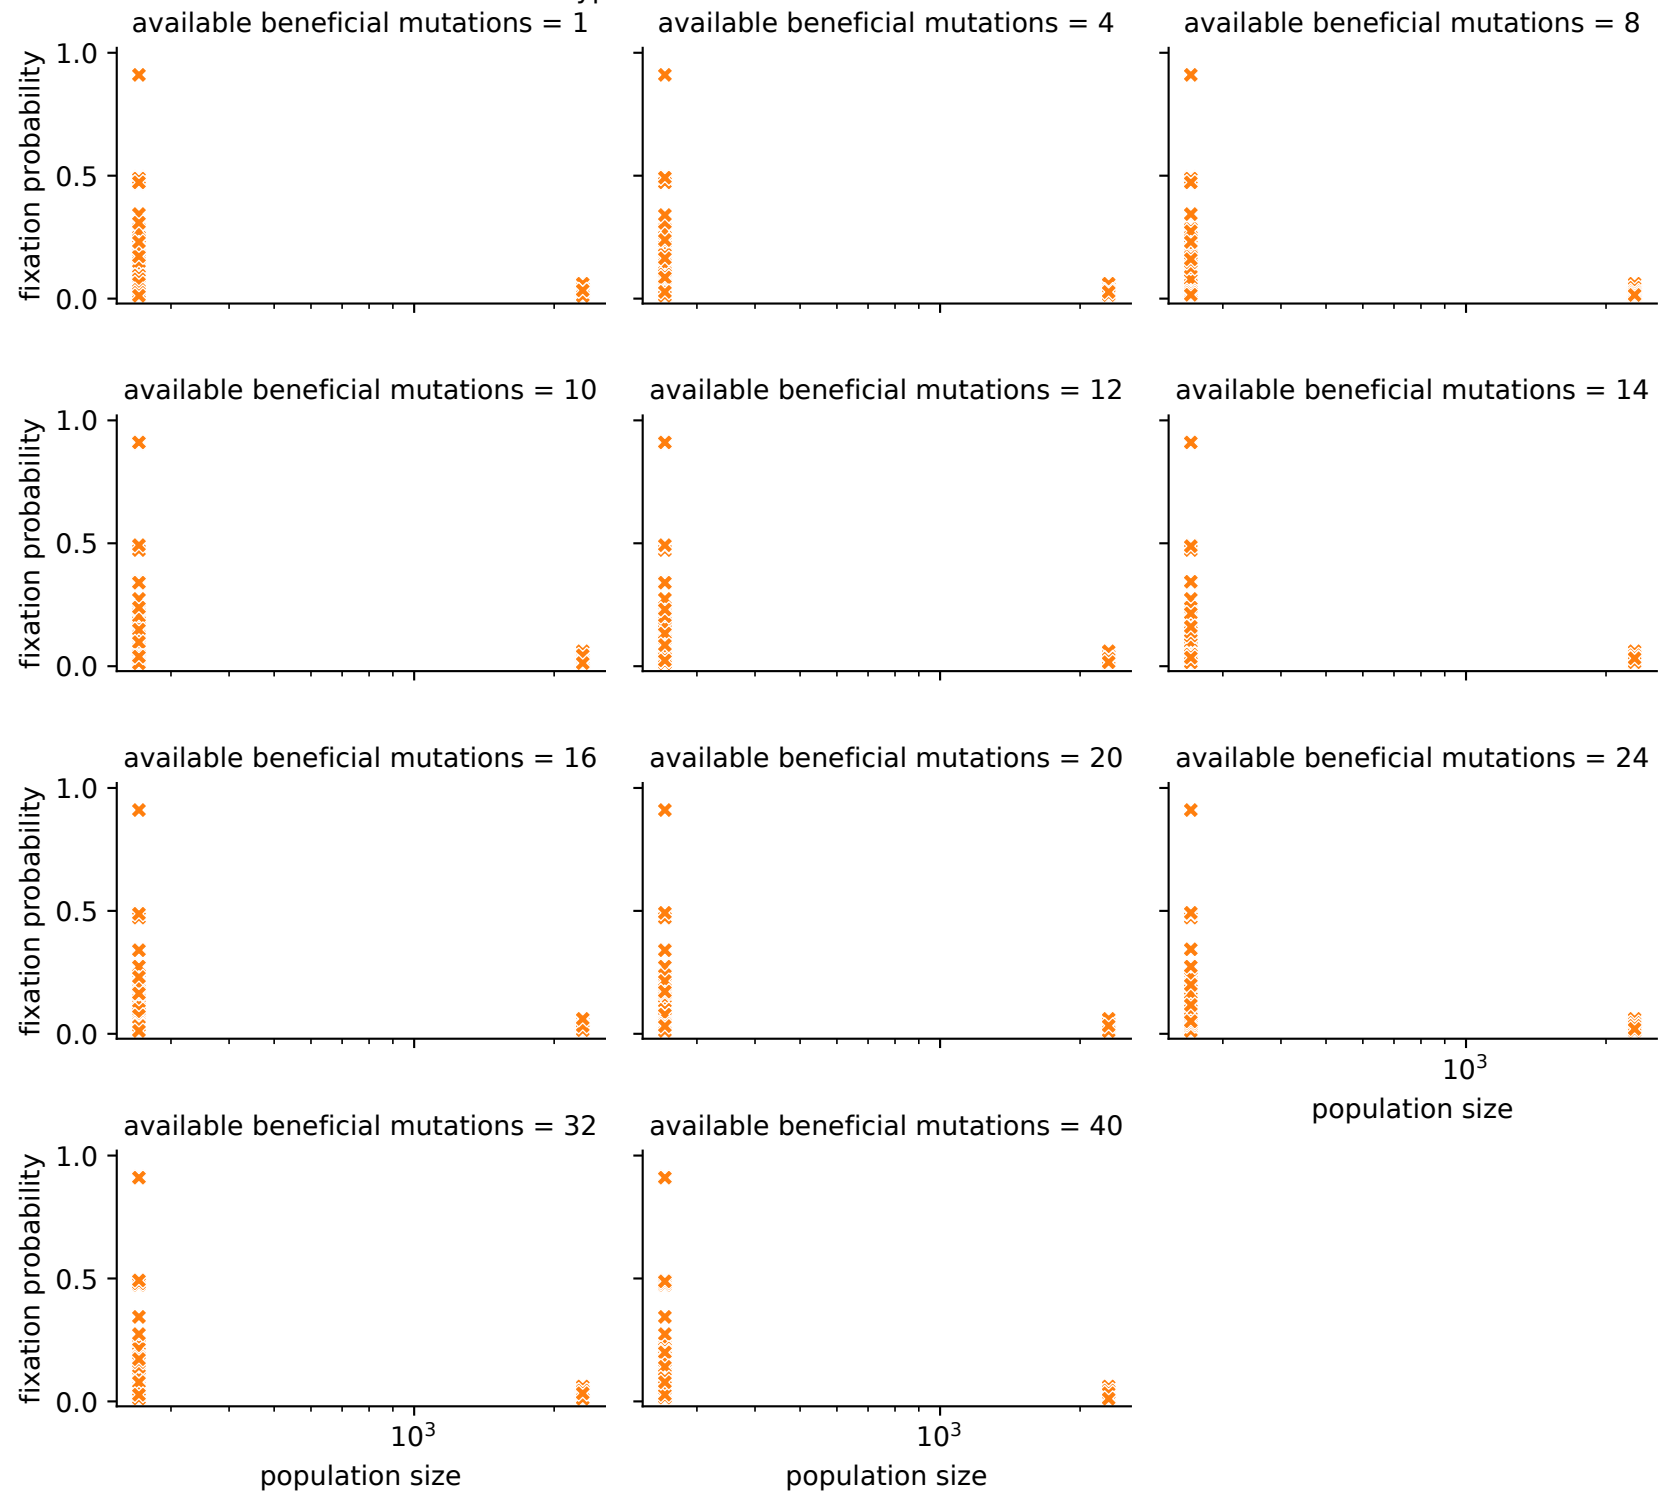 available beneficial mutations = 1
available beneficial mutations = 4
available beneficial mutations = 8
1.0
0.5
0.0
fixation probability
available beneficial mutations = 10
available beneficial mutations = 12
available beneficial mutations = 14
1.0
0.5
0.0
fixation probability
available beneficial mutations = 16
available beneficial mutations = 20
available beneficial mutations = 24
1.0
0.5
0.0
fixation probability
10³
population size
available beneficial mutations = 32
available beneficial mutations = 40
1.0
0.5
0.0
fixation probability
10³
10³
population size
population size